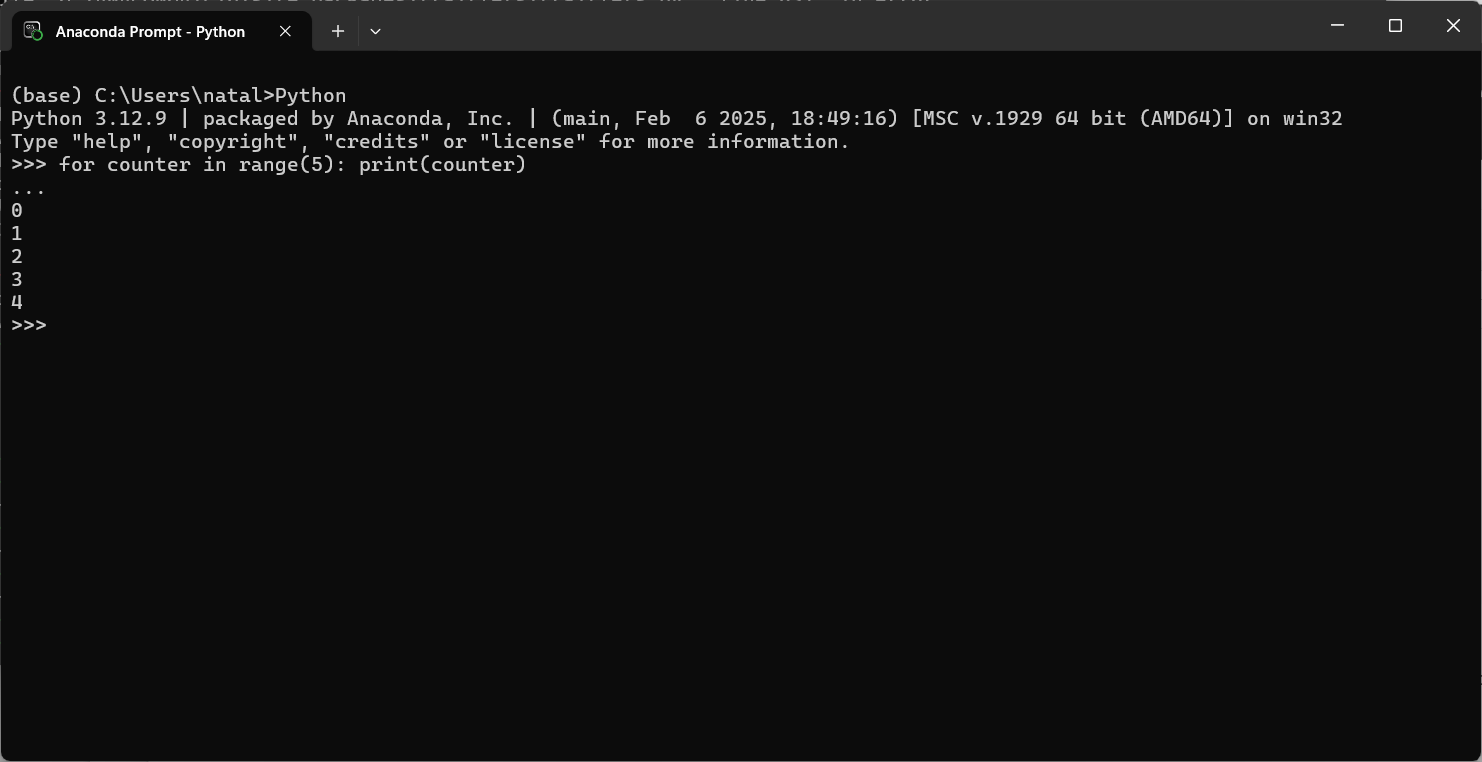 Anaconda Prompt - Python
(base) C:\Users\natal>Python
Python 3.12.9 | packaged by Anaconda, Inc. | (main, Feb  6 2025, 18:49:16) [MSC v.1929 64 bit (AMD64)] on win32
Type "help", "copyright", "credits" or "license" for more information.
>>> for counter in range(5): print(counter)
...
0
1
2
3
4
>>>